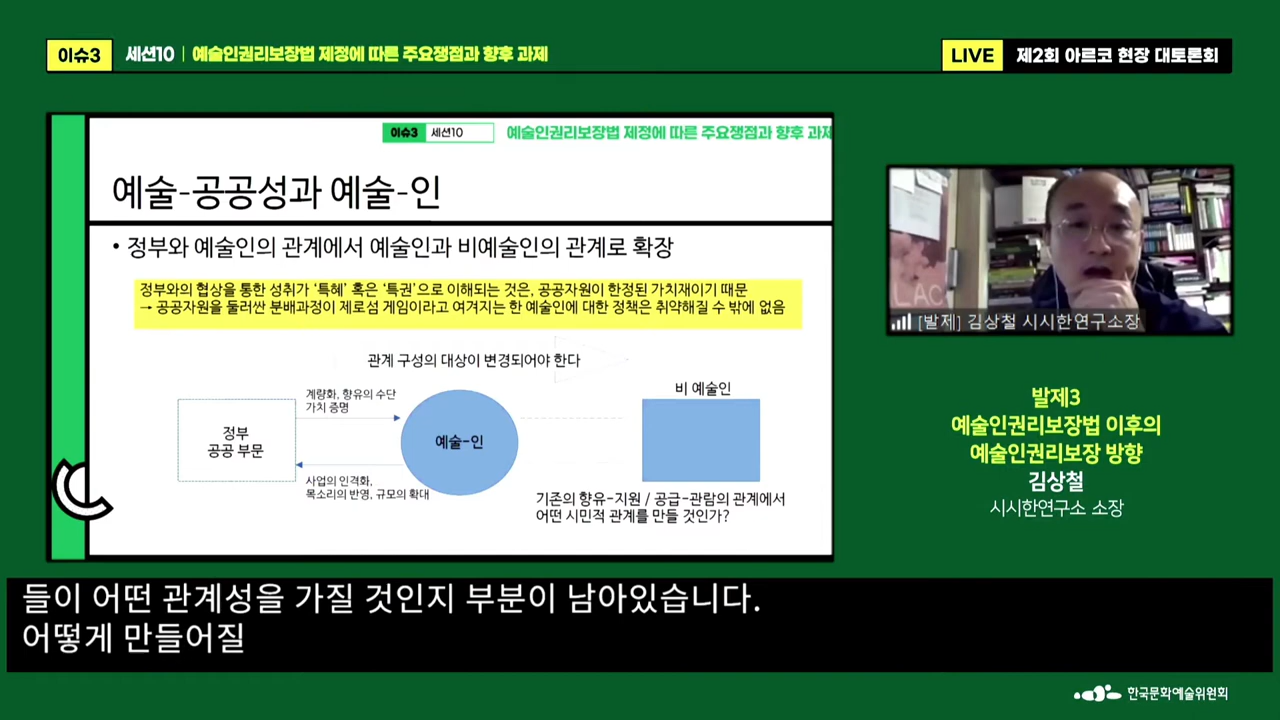 이슈3 세션10 | 예술인권리보장법 제정에 따른 주요쟁점과 향후 과제
LIVE 제2회 아르코 현장 대토론회
이슈3 세션10 예술인권리보장법 제정에 따른 주요쟁점과 향후 과제
예술-공공성과 예술-인
• 정부와 예술인의 관계에서 예술인과 비예술인의 관계로 확장
정부와의 협상을 통한 성취가 ‘특혜’ 혹은 ‘특권’으로 이해되는 것은, 공공자원이 한정된 가치재이기 때문
→ 공공자원을 둘러싼 분배과정이 제로섬 게임이라고 여겨지는 한 예술인에 대한 정책은 취약해질 수 밖에 없음
관계 구성의 대상이 변경되어야 한다
계량화, 향유의 수단
가치 증명
정부
공공 부문
예술-인
비 예술인
사업의 인격화,
목소리의 반영, 규모의 확대
기존의 향유-지원 / 공급-관람의 관계에서
어떤 시민적 관계를 만들 것인가?
LAC
[발제] 김상철 시시한연구소장
발제3
예술인권리보장법 이후의
예술인권리보장 방향
김상철
시시한연구소 소장
들이 어떤 관계성을 가질 것인지 부분이 남아있습니다.
어떻게 만들어질
한국문화예술위원회